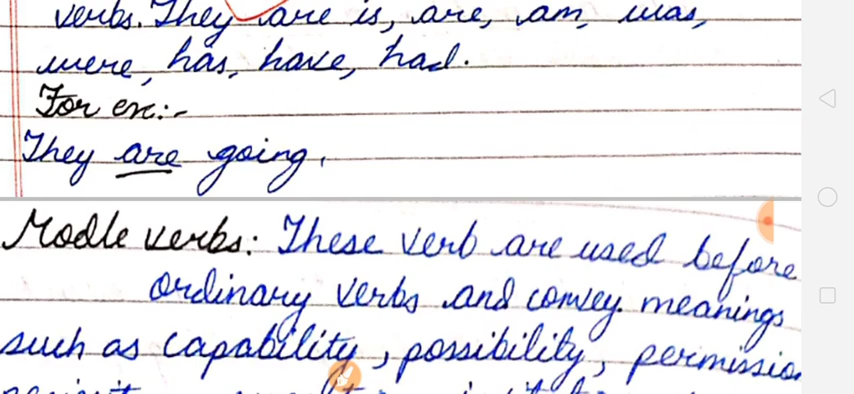 verbs. They are is, are, am, was,
were, has, have, had.
For ex:-
They are going.
Modle verbs: These verb are used before
ordinary verbs and convey meanings
such as capability, possibility, permission